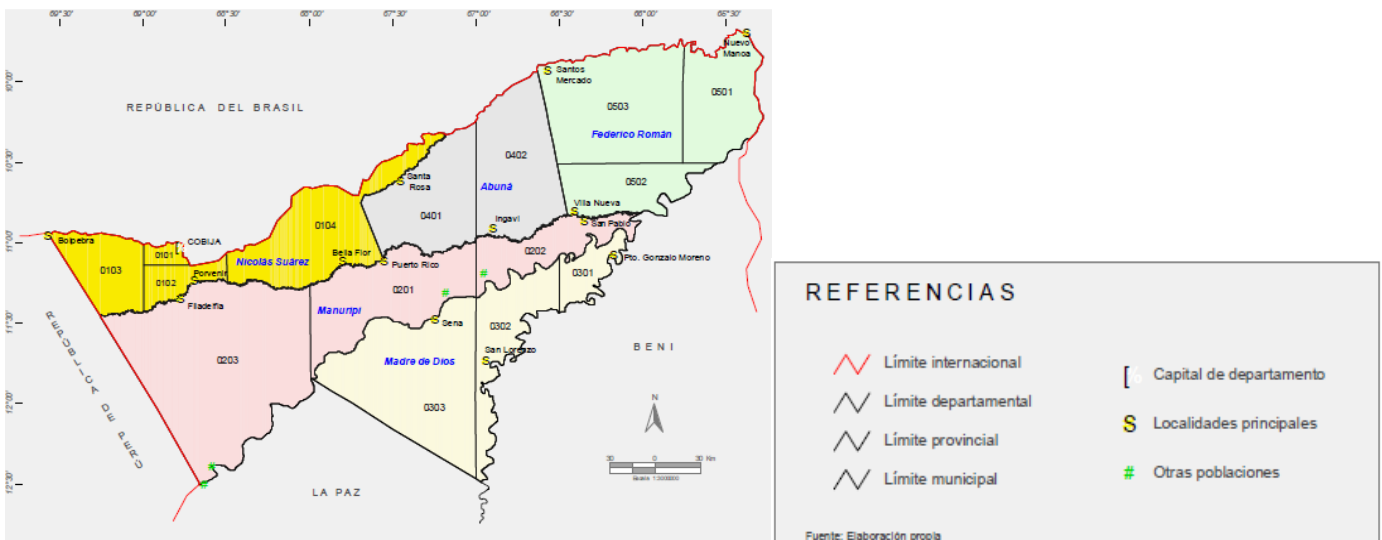 69°30'
69°00'
68°30'
68°00'
67°30'
67°00'
66°30'
66°00'
65°30'
10°00'
10°30'
11°00'
11°30'
12°00'
12°30'
REPÚBLICA DEL BRASIL
Nuevo
Manoa
Santos
Mercado
0503
0501
Federico Román
0402
0502
Santa
Rosa
Abuná
Villa Nueva
0401
Ingavi
San Pablo
0104
Bolpebra
COBIJA
0101
Bella Flor
0202
Nicolás Suárez
Puerto Rico
Pto. Gonzalo Moreno
0103
Porvenir
0301
0102
Filadelfia
0201
Manuripi
Sena
0302
REPÚBLICA DE PERÚ
0203
Madre de Dios
San Lorenzo
BENI
0303
N
30 0 30 Km
LA PAZ
REFERENCIAS
Límite internacional
Límite departamental
Límite provincial
Límite municipal
Capital de departamento
S Localidades principales
# Otras poblaciones
Fuente: Elaboración propia